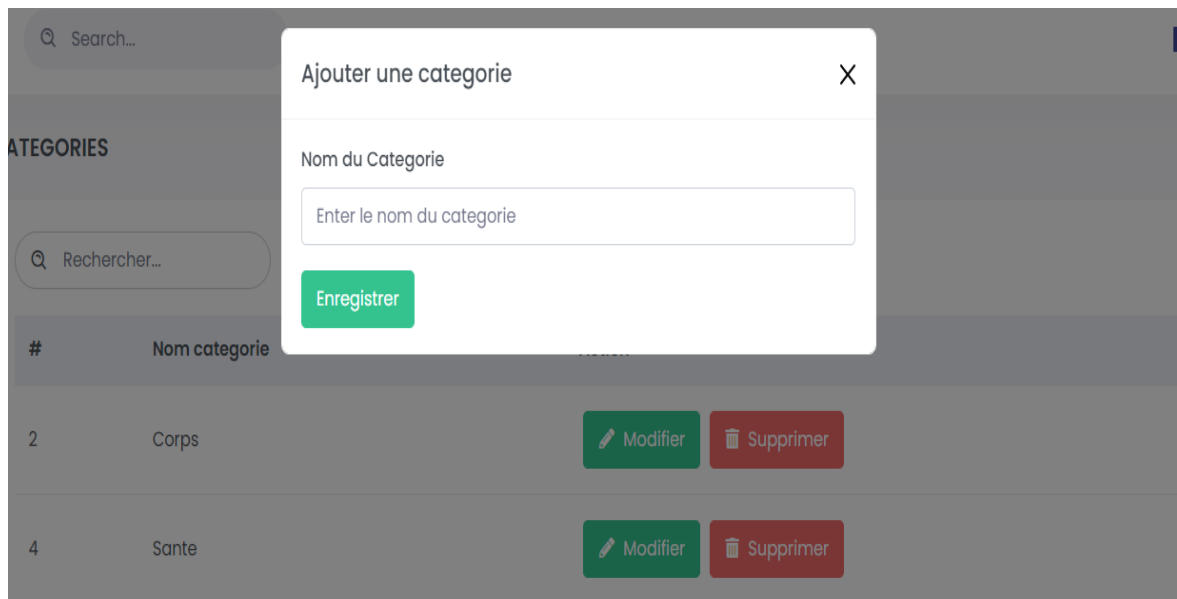 Search...
Ajouter une categorie
X
ATEGORIES
Nom du Categorie
Enter le nom du categorie
Rechercher...
Enregistrer
# Nom categorie
2 Corps Modifier Supprimer
4 Sante Modifier Supprimer